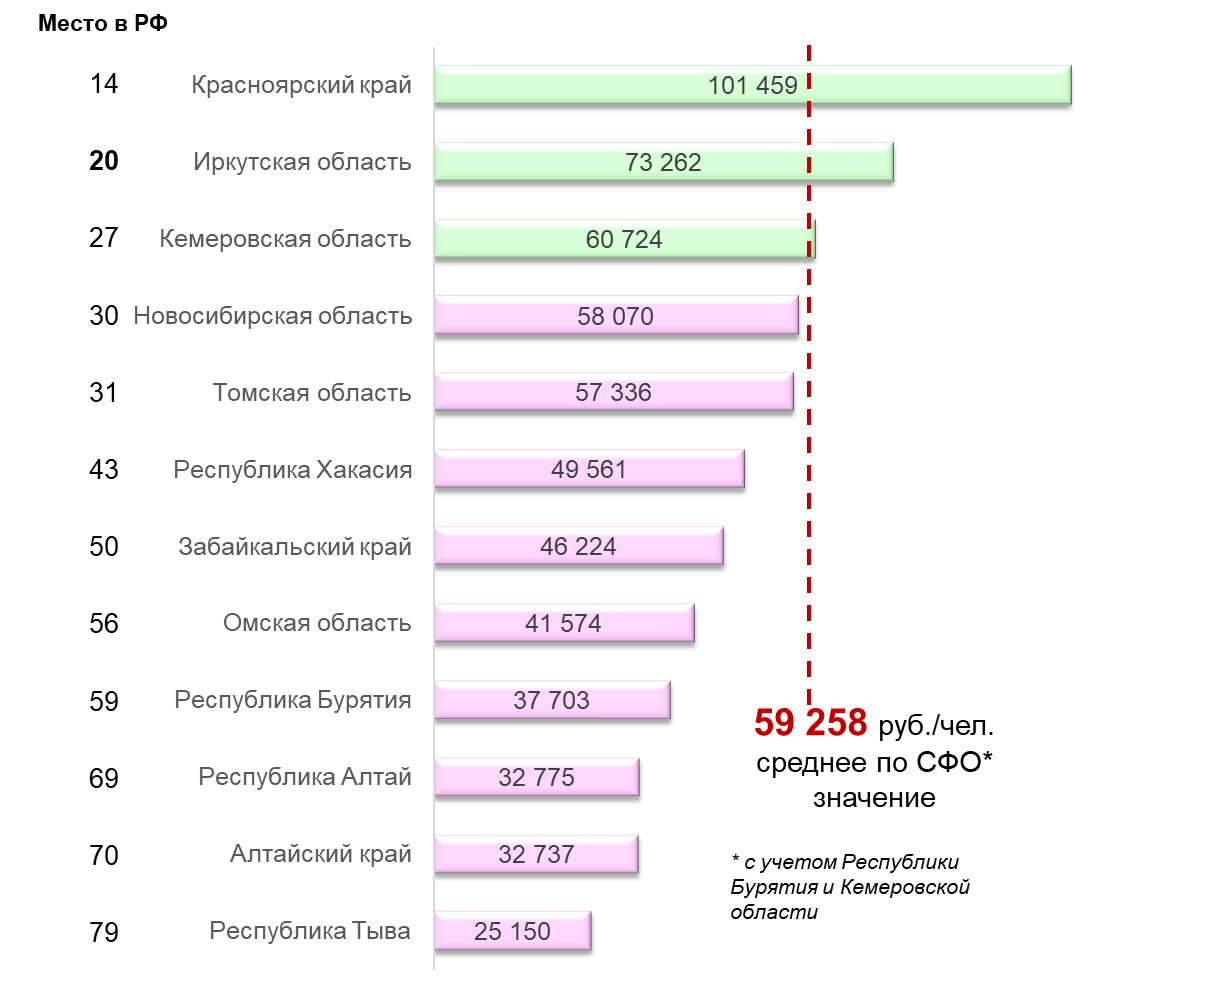 Место в РФ
14 Красноярский край 101 459
20 Иркутская область 73 262
27 Кемеровская область 60 724
30 Новосибирская область 58 070
31 Томская область 57 336
43 Республика Хакасия 49 561
50 Забайкальский край 46 224
56 Омская область 41 574
59 Республика Бурятия 37 703
69 Республика Алтай 32 775
70 Алтайский край 32 737
79 Республика Тыва 25 150
59 258 руб./чел.
среднее по СФО*
значение
* с учетом Республики
Бурятия и Кемеровской
области